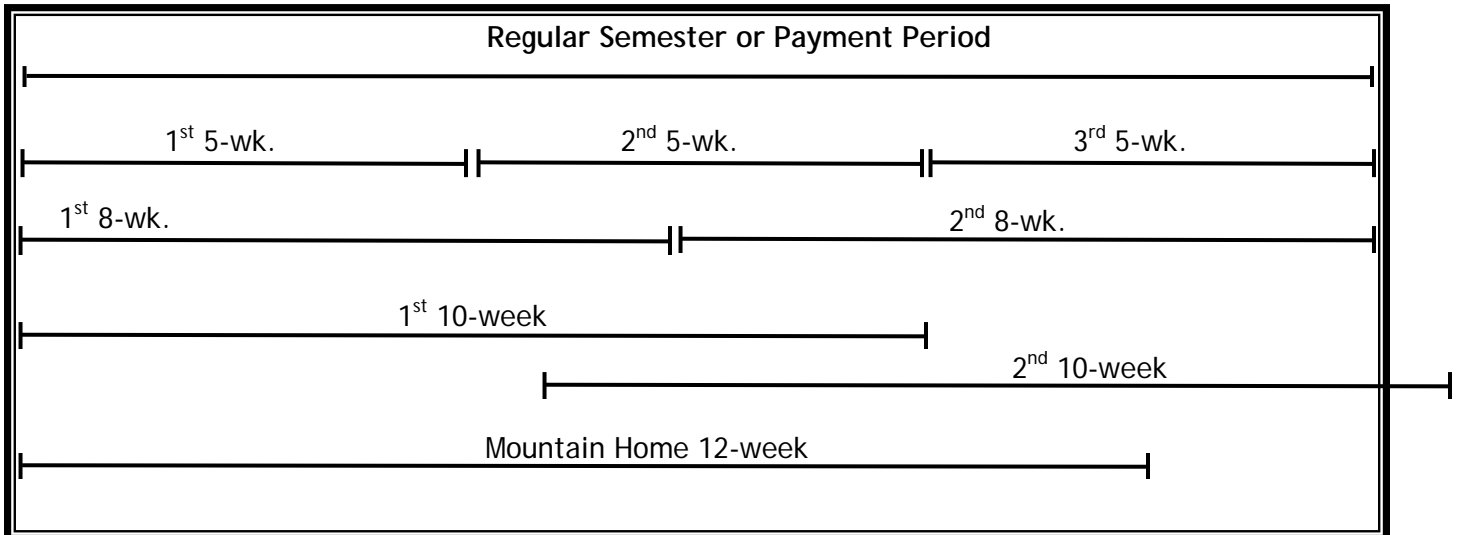 Regular Semester or Payment Period
1st 5-wk. 2nd 5-wk. 3rd 5-wk.
1st 8-wk. 2nd 8-wk.
1st 10-week
2nd 10-week
Mountain Home 12-week